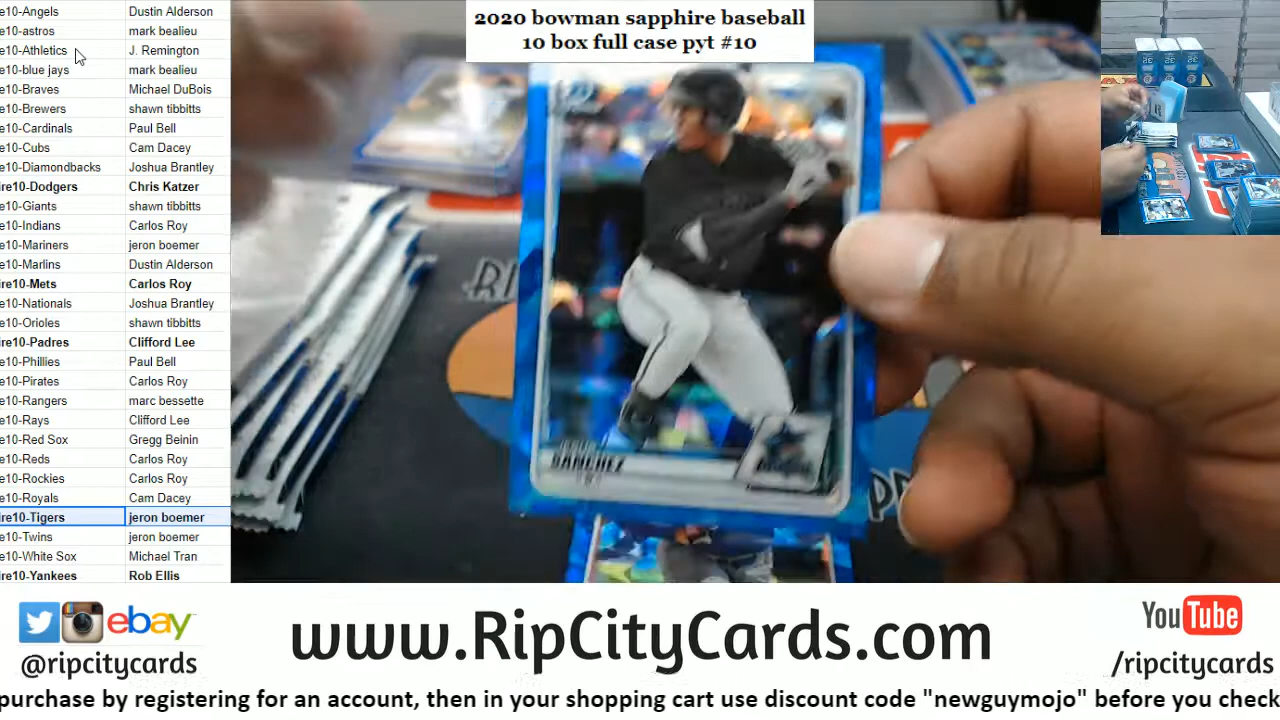 2020 bowman sapphire baseball
10 box full case pyt #10
e10-Angels Dustin Alderson
e10-astros mark bealieu
e10-Athletics J. Remington
e10-blue jays mark bealieu
e10-Braves Michael DuBois
e10-Brewers shawn tibbitts
e10-Cardinals Paul Bell
e10-Cubs Cam Dacey
e10-Diamondbacks Joshua Brantley
ire10-Dodgers Chris Katzer
e10-Giants shawn tibbitts
e10-Indians Carlos Roy
e10-Mariners jeron boemer
e10-Marlins Dustin Alderson
ire10-Mets Carlos Roy
e10-Nationals Joshua Brantley
e10-Orioles shawn tibbitts
ire10-Padres Clifford Lee
e10-Phillies Paul Bell
e10-Pirates Carlos Roy
e10-Rangers marc bessette
e10-Rays Clifford Lee
e10-Red Sox Gregg Beinin
e10-Reds Carlos Roy
e10-Rockies Carlos Roy
e10-Royals Cam Dacey
ire10-Tigers jeron boemer
e10-Twins jeron boemer
e10-White Sox Michael Tran
ire10-Yankees Rob Ellis
SANCHEZ
ebay
@ripcitycards
www.RipCityCards.com
YouTube
/ripcitycards
purchase by registering for an account, then in your shopping cart use discount code "newguymojo" before you check